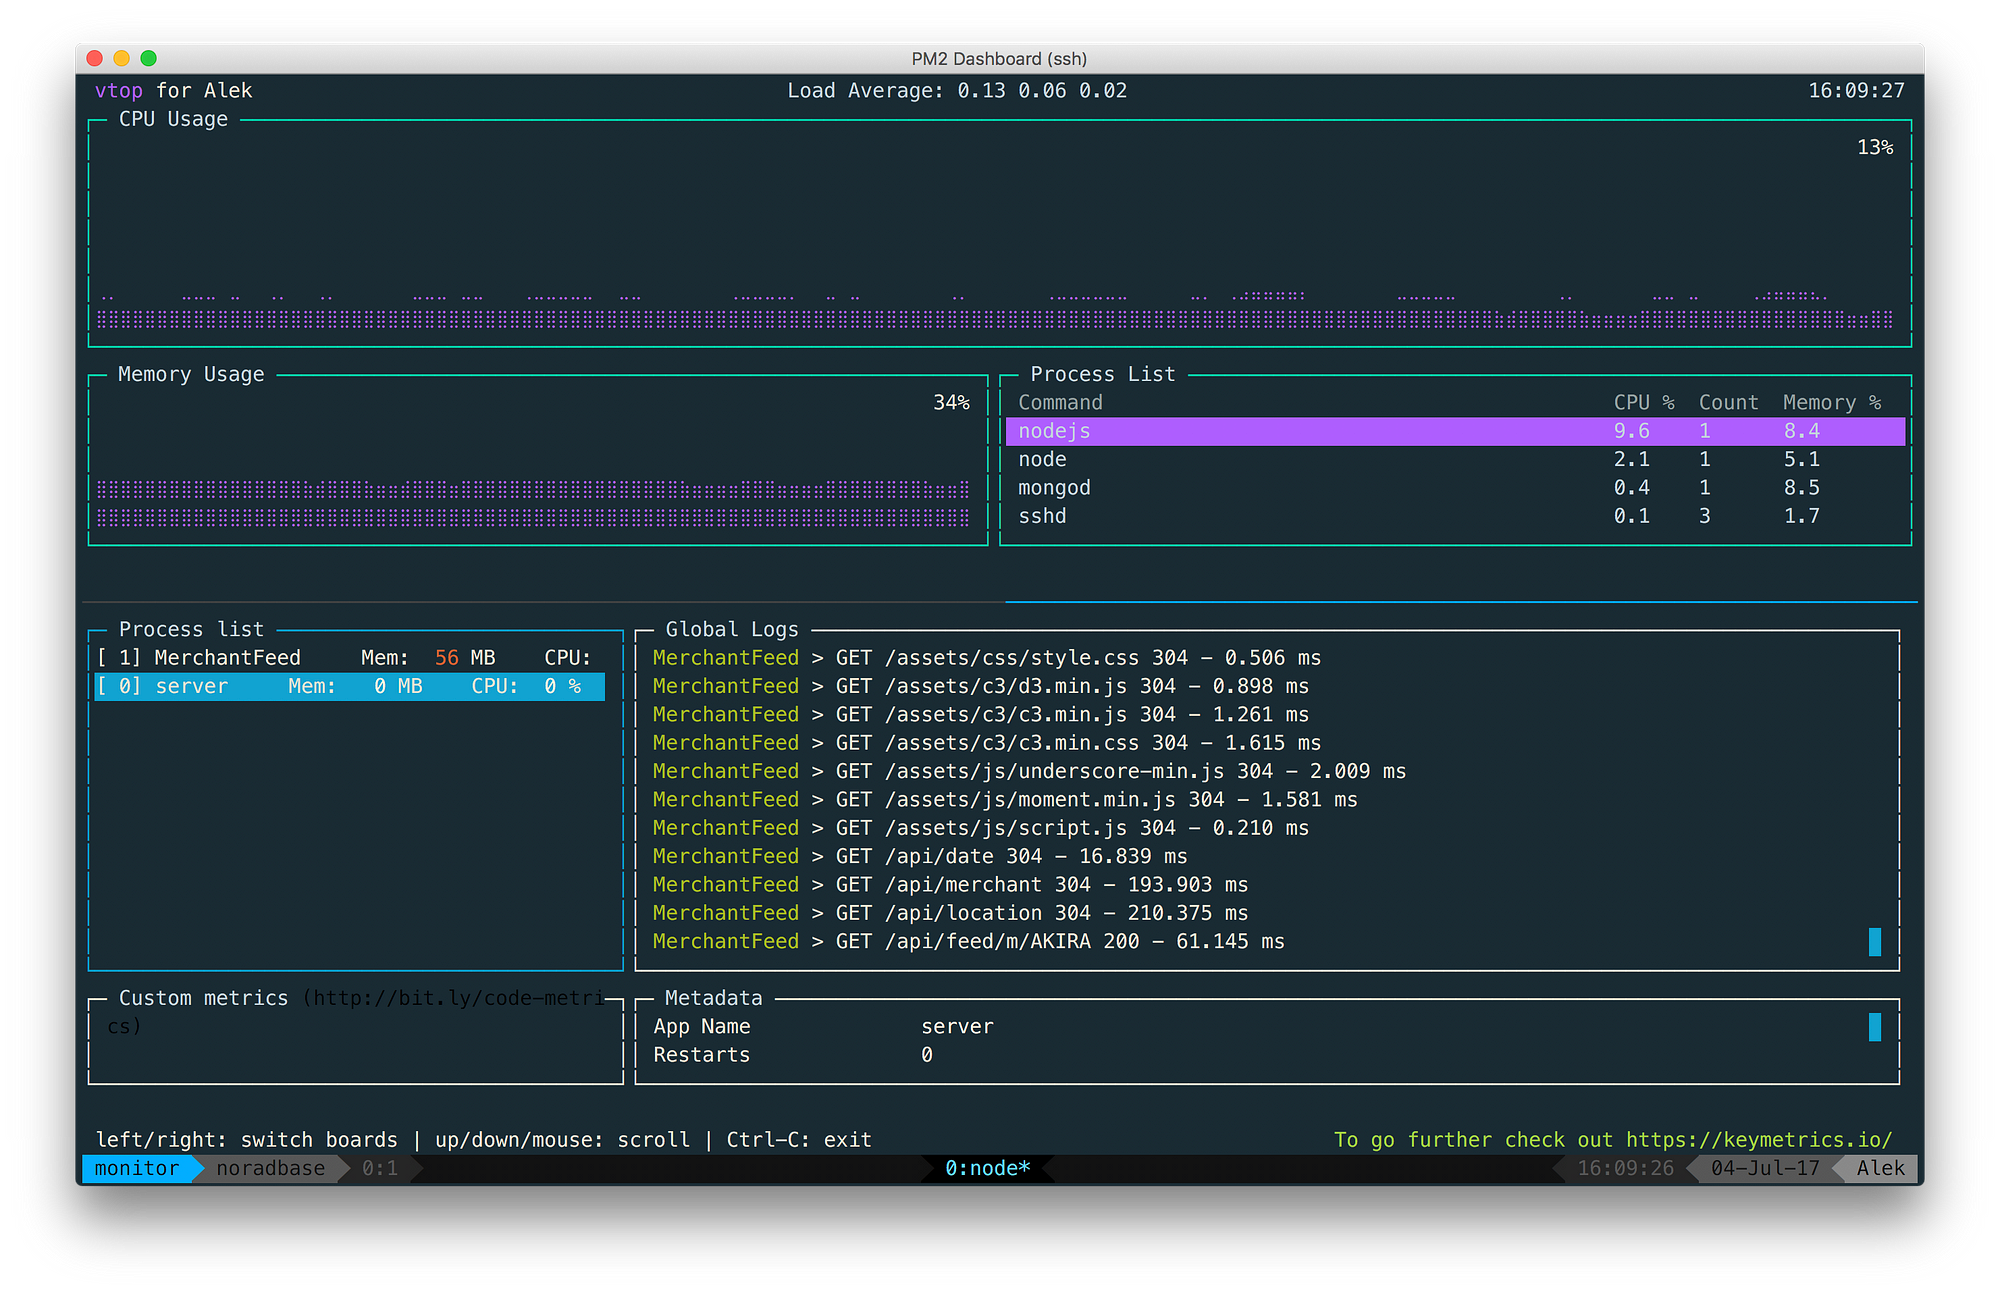 PM2 Dashboard (ssh)
vtop for Alek Load Average: 0.13 0.06 0.02 16:09:27
CPU Usage
13%
Memory Usage
34%
Process List
Command CPU % Count Memory %
nodejs 9.6 1 8.4
node 2.1 1 5.1
mongod 0.4 1 8.5
sshd 0.1 3 1.7
Process list
[ 1] MerchantFeed Mem: 56 MB CPU:
[ 0] server Mem: 0 MB CPU: 0 %
Global Logs
MerchantFeed > GET /assets/css/style.css 304 - 0.506 ms
MerchantFeed > GET /assets/c3/d3.min.js 304 - 0.898 ms
MerchantFeed > GET /assets/c3/c3.min.js 304 - 1.261 ms
MerchantFeed > GET /assets/c3/c3.min.css 304 - 1.615 ms
MerchantFeed > GET /assets/js/underscore-min.js 304 - 2.009 ms
MerchantFeed > GET /assets/js/moment.min.js 304 - 1.581 ms
MerchantFeed > GET /assets/js/script.js 304 - 0.210 ms
MerchantFeed > GET /api/date 304 - 16.839 ms
MerchantFeed > GET /api/merchant 304 - 193.903 ms
MerchantFeed > GET /api/location 304 - 210.375 ms
MerchantFeed > GET /api/feed/m/AKIRA 200 - 61.145 ms
Custom metrics (http://bit.ly/code-metri
cs)
Metadata
App Name server
Restarts 0
left/right: switch boards | up/down/mouse: scroll | Ctrl-C: exit To go further check out https://keymetrics.io/
monitor noradbase 0:1 0:node* 16:09:26 04-Jul-17 Alek